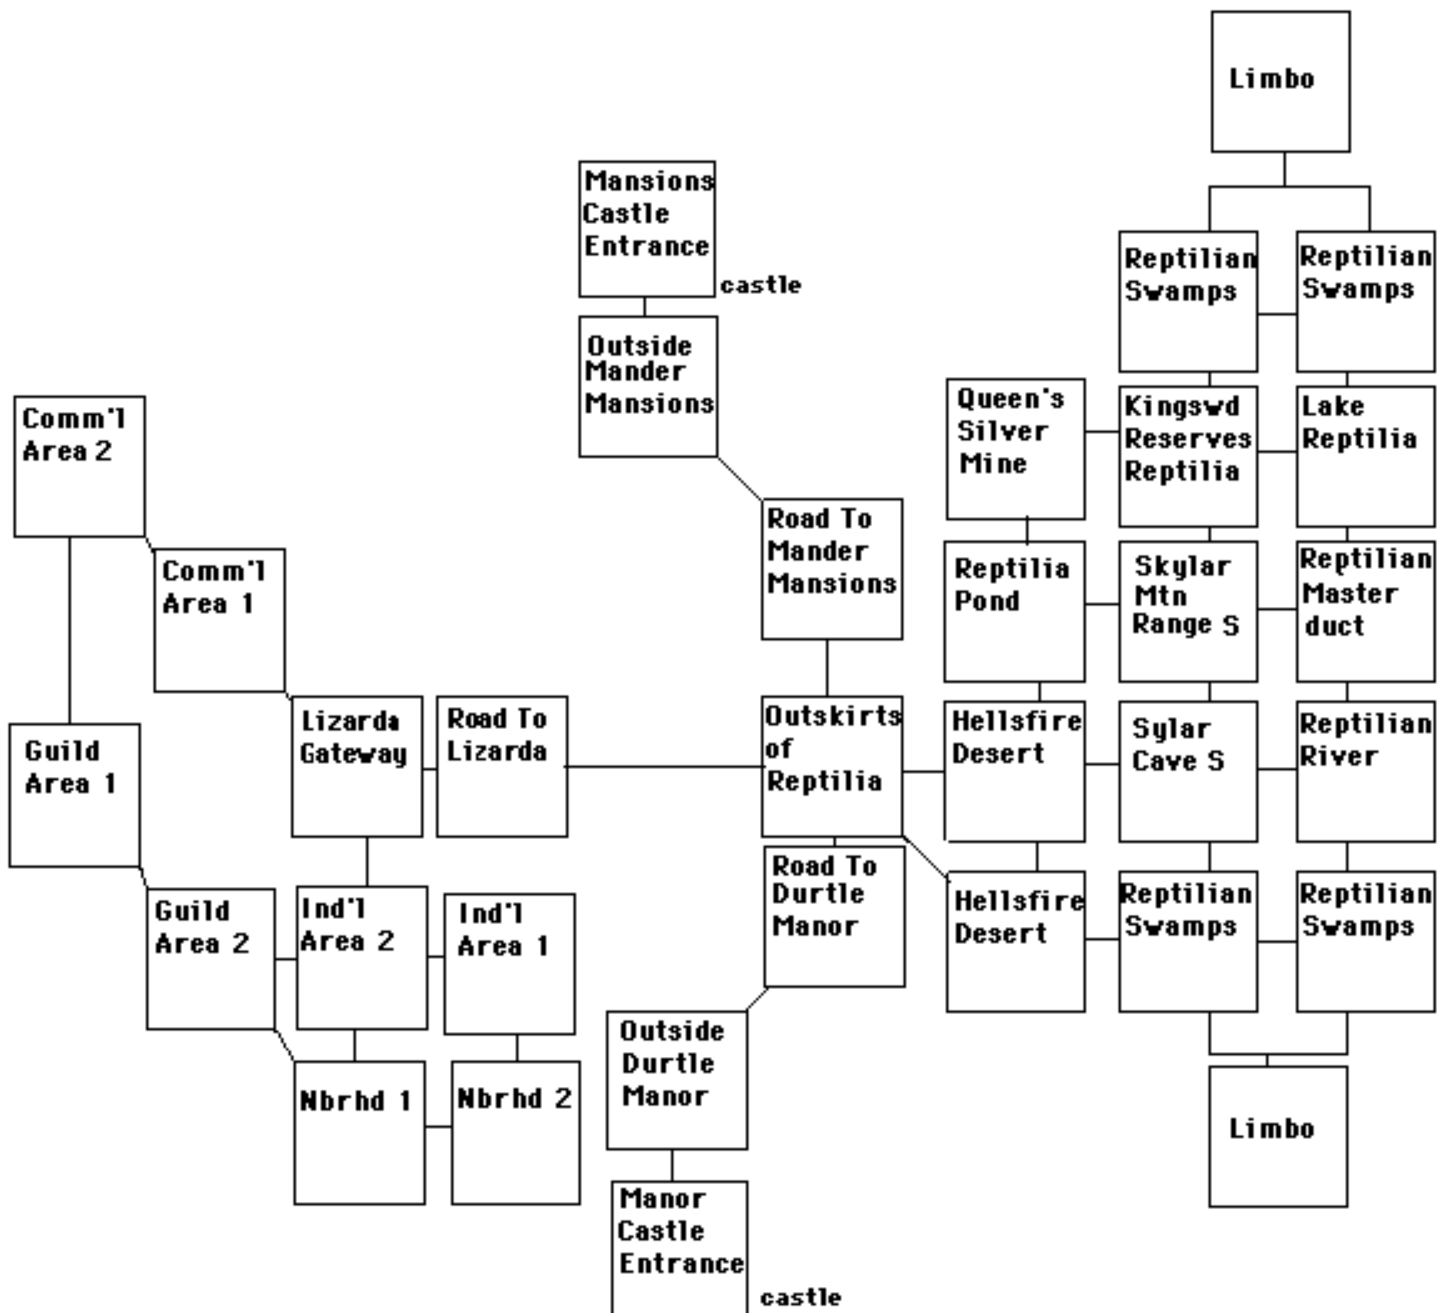 Limbo
Mansions
Castle
Entrance
castle
Reptilian
Swamps
Reptilian
Swamps
Outside
Mander
Mansions
Comm'l
Area 2
Queen's
Silver
Mine
Kingswd
Reserves
Reptilia
Lake
Reptilia
Road To
Mander
Mansions
Comm'l
Area 1
Reptilia
Pond
Skylar
Mtn
Range S
Reptilian
Master
duct
Guild
Area 1
Lizarda
Gateway
Road To
Lizarda
Outskirts
of
Reptilia
Hellsfire
Desert
Sylar
Cave S
Reptilian
River
Guild
Area 2
Ind'l
Area 2
Ind'l
Area 1
Road To
Durtle
Manor
Hellsfire
Desert
Reptilian
Swamps
Reptilian
Swamps
Nbrhd 1
Nbrhd 2
Outside
Durtle
Manor
Limbo
Manor
Castle
Entrance
castle